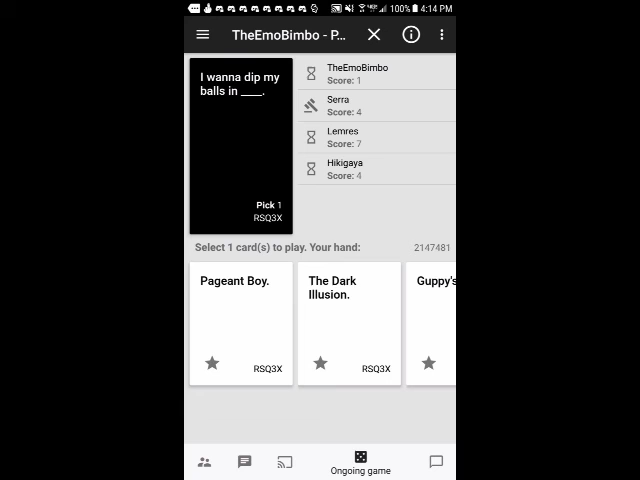 100% 4:14 PM
TheEmoBimbo - P...
I wanna dip my
balls in ____.
Pick 1
RSQ3X
TheEmoBimbo
Score: 1
Serra
Score: 4
Lemres
Score: 7
Hikigaya
Score: 4
Select 1 card(s) to play. Your hand:
2147481
Pageant Boy.
RSQ3X
The Dark
Illusion.
RSQ3X
Guppy's
Ongoing game